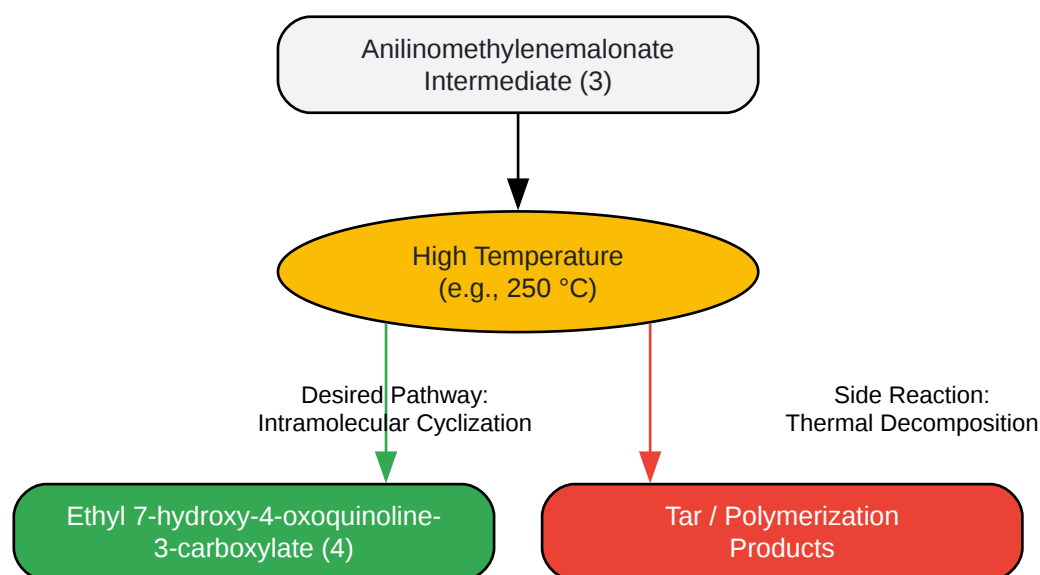 Anilinomethylenemalonate
Intermediate (3)
High Temperature
(e.g., 250 °C)
Desired Pathway:
Intramolecular Cyclization
Side Reaction:
Thermal Decomposition
Ethyl 7-hydroxy-4-oxoquinoline-
3-carboxylate (4)
Tar / Polymerization
Products